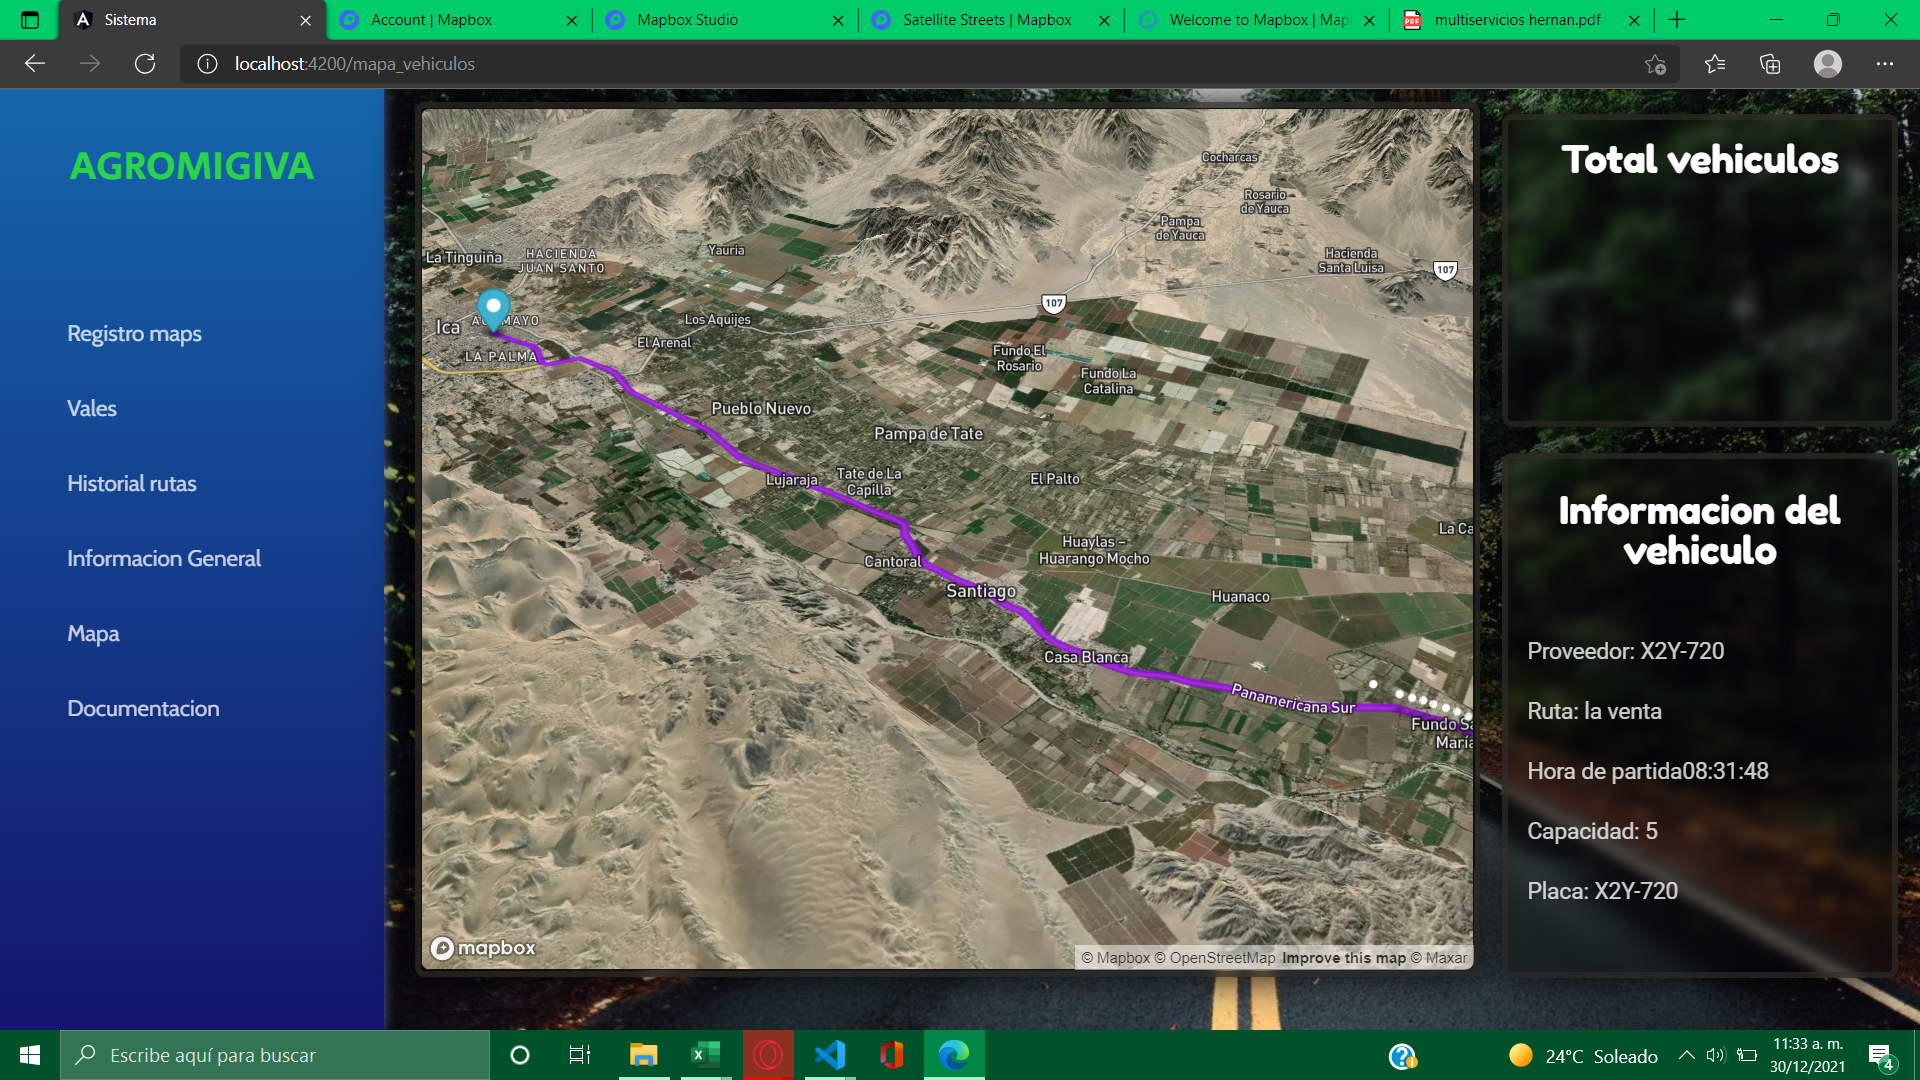 Sistema
Account | Mapbox
Mapbox Studio
Satellite Streets | Mapbox
Welcome to Mapbox | Map
multiservicios hernan.pdf
localhost:4200/mapa_vehiculos
AGROMIGIVA
Registro maps
Vales
Historial rutas
Informacion General
Mapa
Documentacion
Cocharcas
Rosario
de Yauca
Pampa
de Yauca
Hacienda
Santa Luisa
107
La Tinguiña
HACIENDA
JUAN SANTO
Yauria
107
Ica
Los Aquijes
El Arenal
LA PALMA
Fundo El
Rosario
Fundo La
Catalina
Pueblo Nuevo
Pampa de Tate
Lujaraja
Tate de La
Capilla
El Palto
La Ca
Huaylas –
Huarango Mocho
Cantoral
Santiago
Huanaco
Casa Blanca
Panamericana Sur
Fundo Sa
María
mapbox
© Mapbox © OpenStreetMap Improve this map © Maxar
Total vehiculos
Informacion del
vehiculo
Proveedor: X2Y-720
Ruta: la venta
Hora de partida08:31:48
Capacidad: 5
Placa: X2Y-720
Escribe aquí para buscar
24°C Soleado
11:33 a. m.
30/12/2021
4